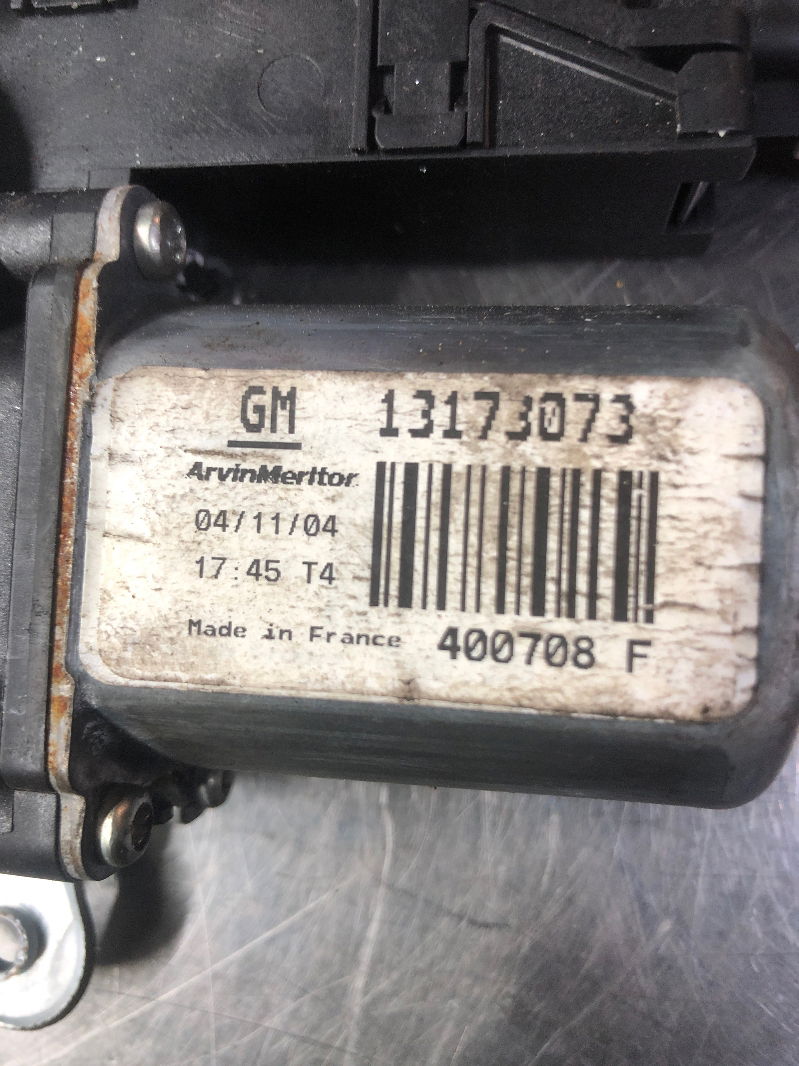 GM 13173073
ArvinMeritor
04/11/04
17:45 T4
Made in France 400708 F